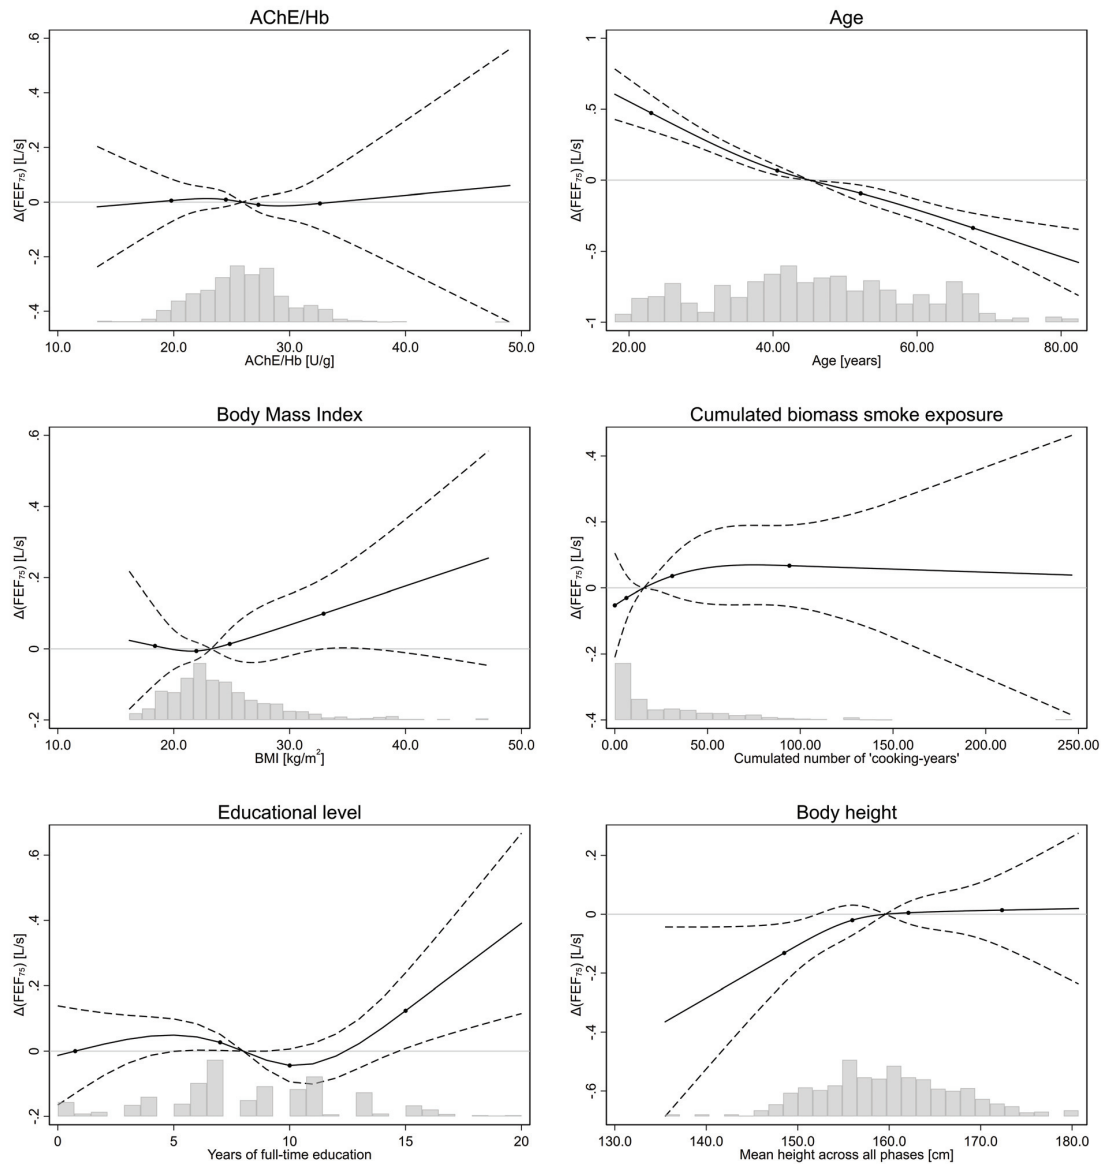 AChE/Hb
Δ(FEF75) [L/s]
.6
.4
.2
0
-.2
-.4
10.0 20.0 30.0 40.0 50.0
AChE/Hb [U/g]
Age
Δ(FEF75) [L/s]
1
.5
0
-.5
-1
20.00 40.00 60.00 80.00
Age [years]
Body Mass Index
Δ(FEF75) [L/s]
.6
.4
.2
0
-.2
10.0 20.0 30.0 40.0 50.0
BMI [kg/m²]
Cumulated biomass smoke exposure
Δ(FEF75) [L/s]
.4
.2
0
-.2
-.4
0.00 50.00 100.00 150.00 200.00 250.00
Cumulated number of 'cooking-years'
Educational level
Δ(FEF75) [L/s]
.6
.4
.2
0
-.2
0 5 10 15 20
Years of full-time education
Body height
Δ(FEF75) [L/s]
.2
0
-.2
-.4
-.6
130.0 140.0 150.0 160.0 170.0 180.0
Mean height across all phases [cm]